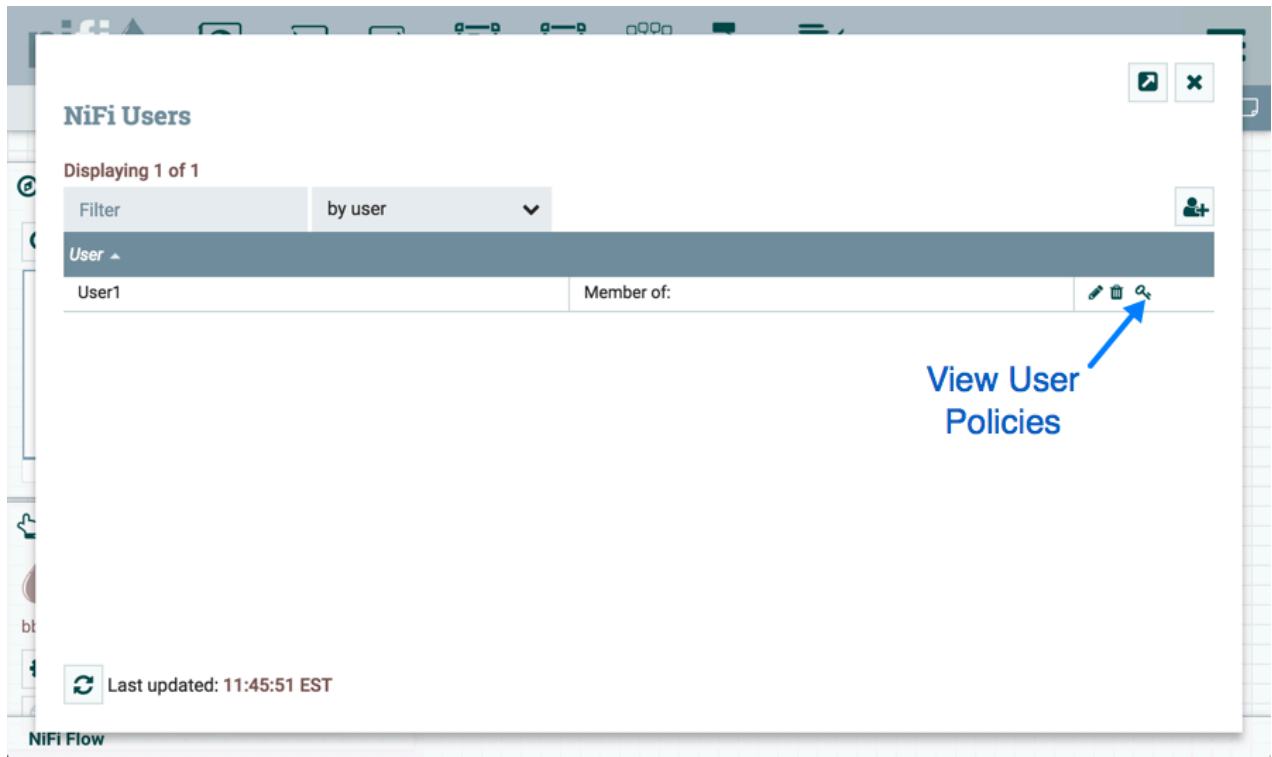 nifi
NiFi Users
Displaying 1 of 1
Filter
by user
User
User1
Member of:
View User
Policies
Last updated: 11:45:51 EST
NiFi Flow